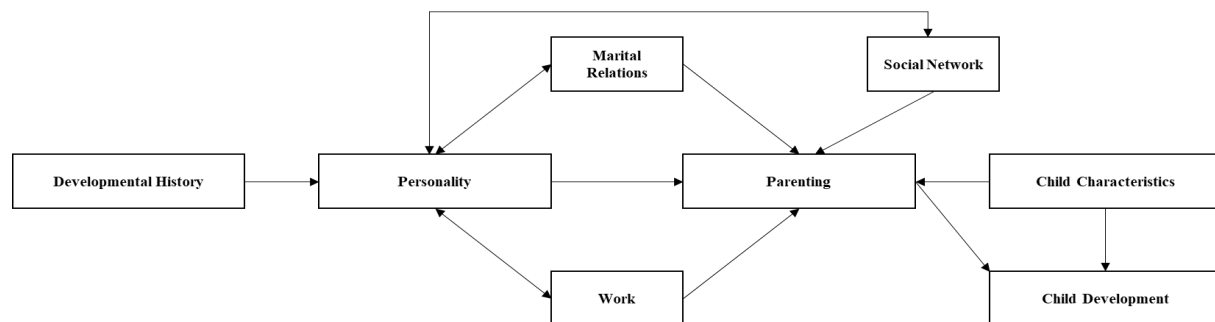 Marital
Relations
Social Network
Developmental History
Personality
Parenting
Child Characteristics
Work
Child Development